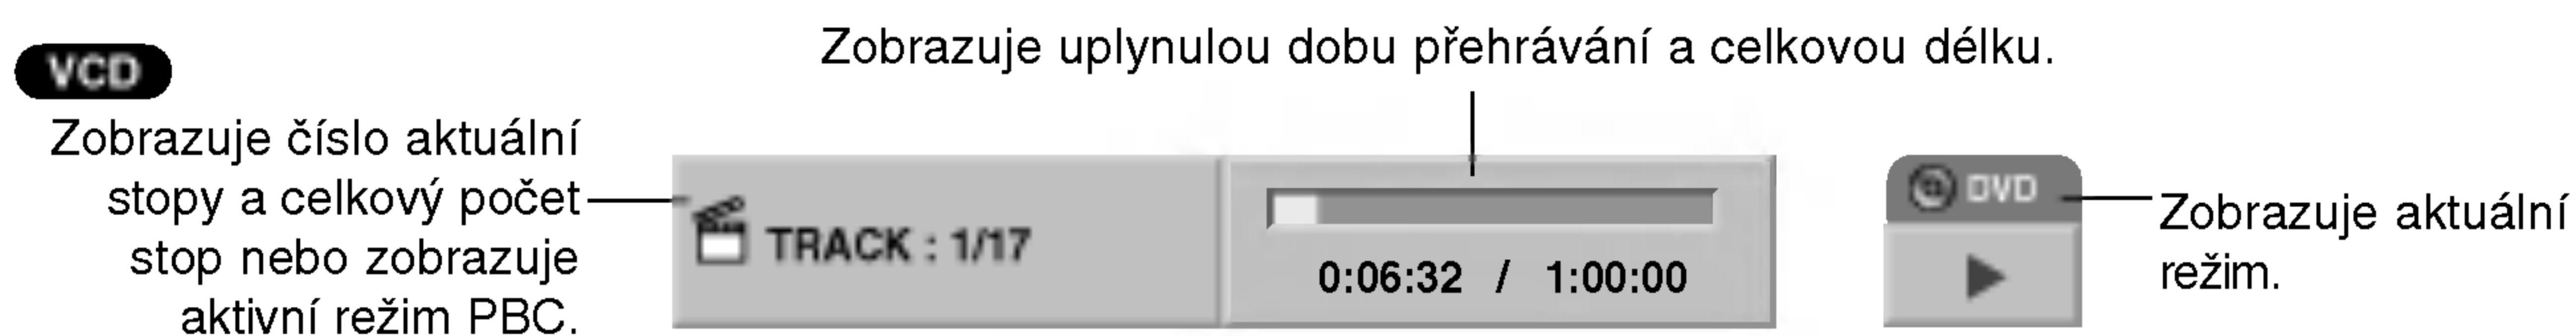 Zobrazuje uplynulou dobu přehrávání a celkovou délku.
VCD
Zobrazuje číslo aktuální
stopy a celkový počet
stop nebo zobrazuje
aktivní režim PBC.
TRACK : 1/17
0:06:32 / 1:00:00
DVD
Zobrazuje aktuální
režim.